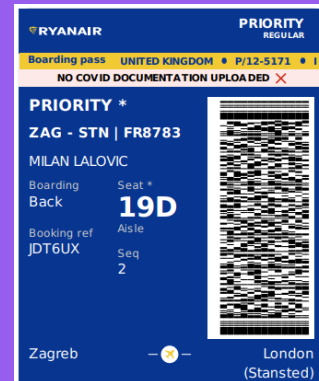 RYANAIR
PRIORITY
REGULAR
Boarding pass UNITED KINGDOM • P/12-5171 •
NO COVID DOCUMENTATION UPLOADED ✕
PRIORITY *
ZAG - STN | FR8783
MILAN LALOVIC
Boarding Seat *
Back 19D
Aisle
Booking ref
JDT6UX
Seq
2
Zagreb London
(Stansted)